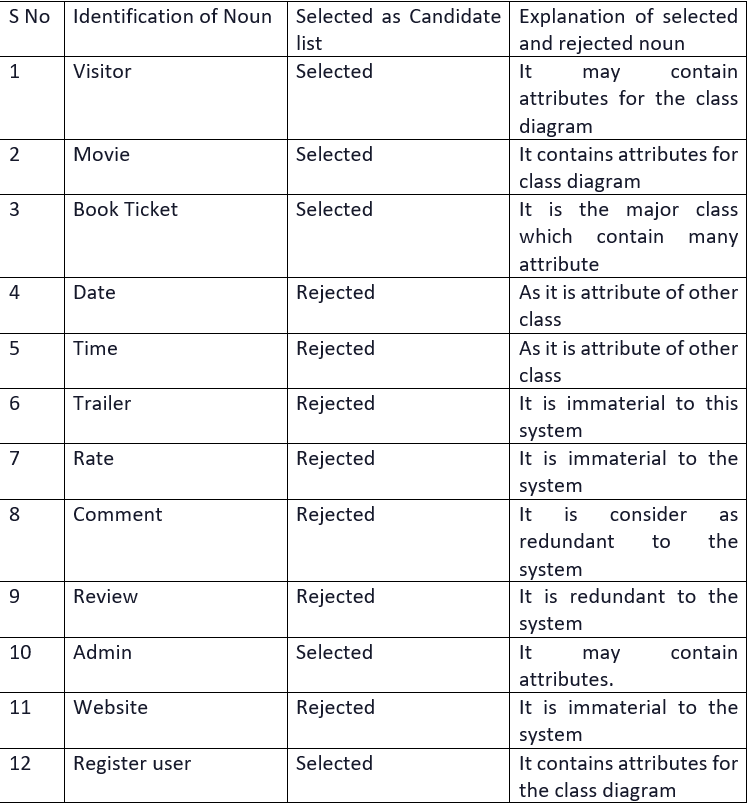 S No Identification of Noun Selected as Candidate Explanation of selected
list and rejected noun
1 Visitor Selected It may contain
attributes for the class
diagram
2 Movie Selected It contains attributes for
class diagram
3 Book Ticket Selected It is the major class
which contain many
attribute
4 Date Rejected As it is attribute of other
class
5 Time Rejected As it is attribute of other
class
6 Trailer Rejected It is immaterial to this
system
7 Rate Rejected It is immaterial to the
system
8 Comment Rejected It is consider as
redundant to the
system
9 Review Rejected It is redundant to the
system
10 Admin Selected It may contain
attributes.
11 Website Rejected It is immaterial to the
system
12 Register user Selected It contains attributes for
the class diagram